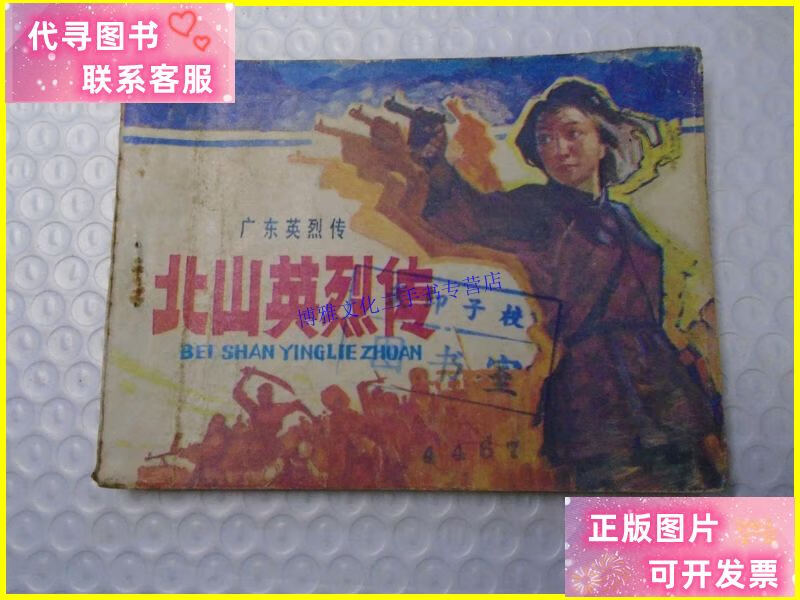 代寻图书
联系客服
广东英烈传
北山英烈传
BEI SHAN YINGLIE ZHUAN
博雅文化二手书专营店
子校
书室
4467
正版图片
可开发票